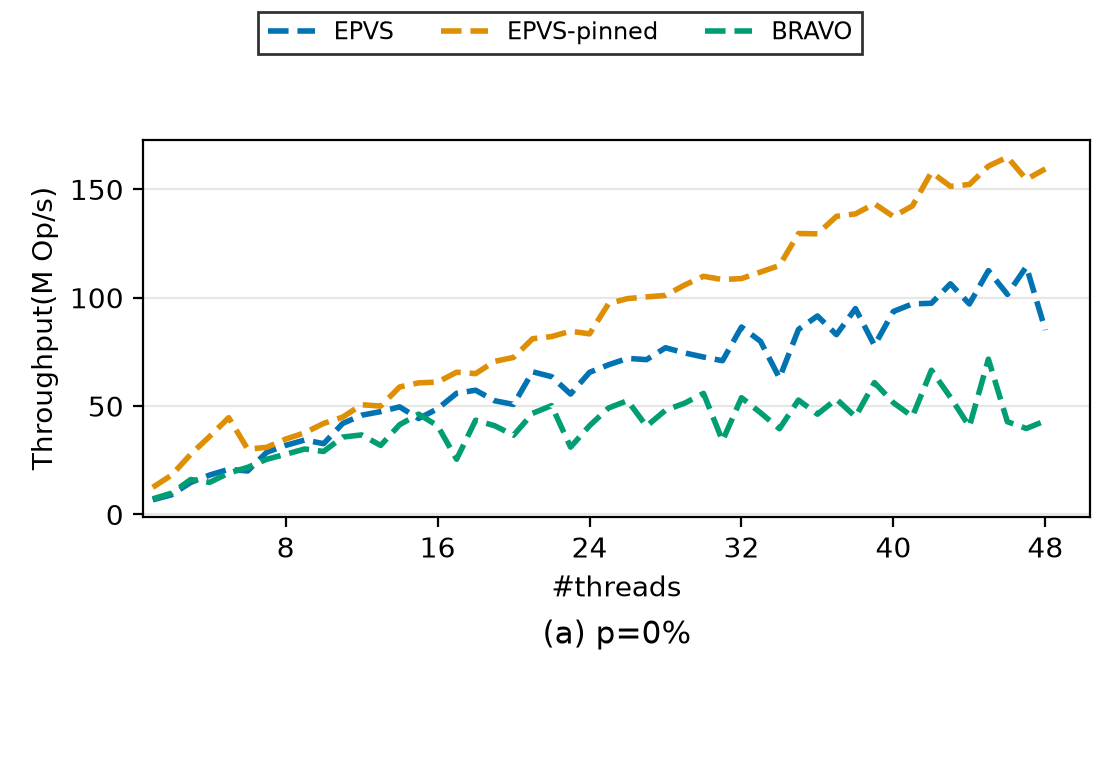 EPVS EPVS-pinned BRAVO
Throughput(M Op/s)
150
100
50
0
8 16 24 32 40 48
#threads
(a) p=0%